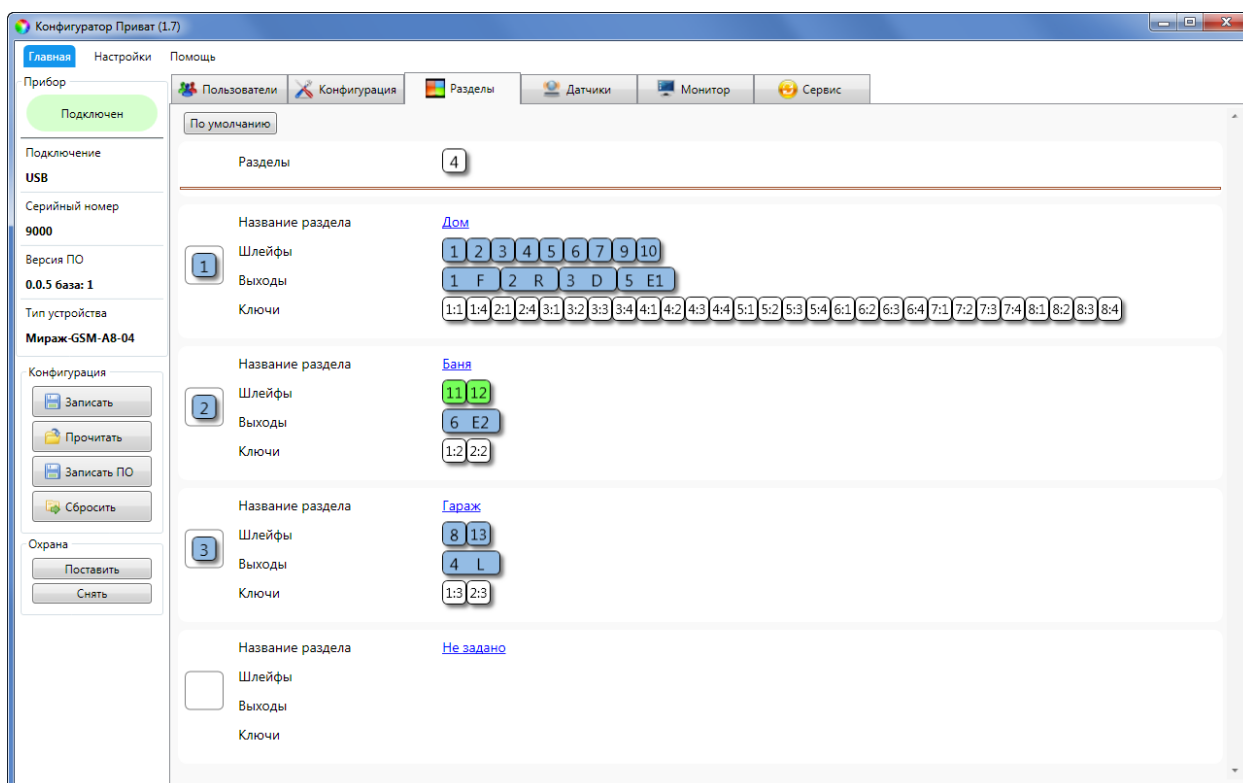 Конфигуратор Приват (1.7)
Главная Настройки Помощь
Прибор
Подключен
Подключение
USB
Серийный номер
9000
Версия ПО
0.0.5 база: 1
Тип устройства
Мираж-GSM-A8-04
Конфигурация
Записать
Прочитать
Записать ПО
Сбросить
Охрана
Поставить
Снять
Пользователи Конфигурация Разделы Датчики Монитор Сервис
По умолчанию
Разделы 4
1
Название раздела Дом
Шлейфы 1 2 3 4 5 6 7 9 10
Выходы 1 F 2 R 3 D 5 E1
Ключи 1:1 1:4 2:1 2:4 3:1 3:2 3:3 3:4 4:1 4:2 4:3 4:4 5:1 5:2 5:3 5:4 6:1 6:2 6:3 6:4 7:1 7:2 7:3 7:4 8:1 8:2 8:3 8:4
2
Название раздела Баня
Шлейфы 11 12
Выходы 6 E2
Ключи 1:2 2:2
3
Название раздела Гараж
Шлейфы 8 13
Выходы 4 L
Ключи 1:3 2:3
Название раздела Не задано
Шлейфы
Выходы
Ключи